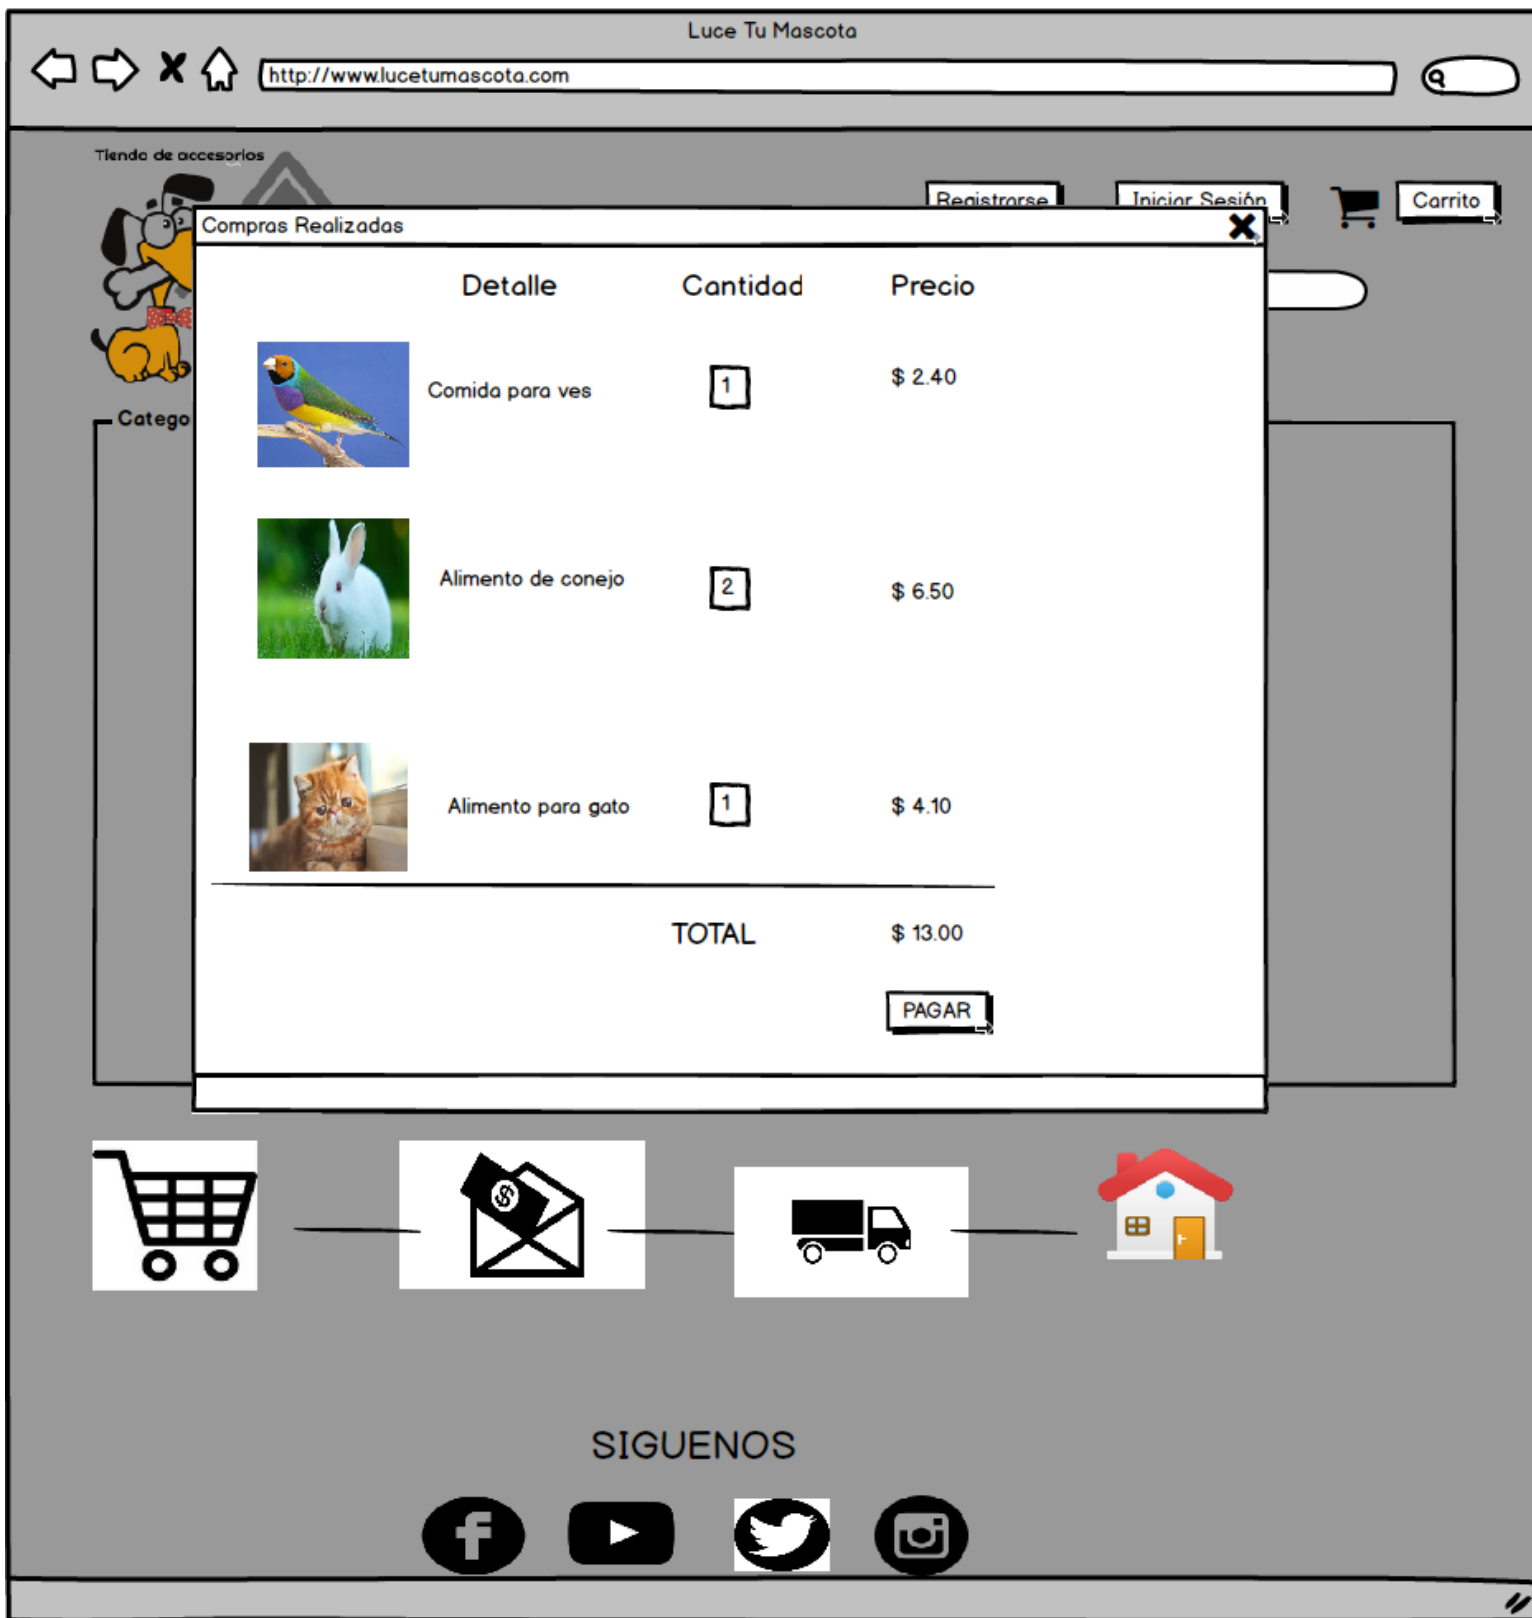 Luce Tu Mascota
http://www.lucetumascota.com
Tienda de accesorios
Registrarse
Iniciar Sesión
Carrito
Compras Realizadas
Detalle Cantidad Precio
Comida para ves 1 $ 2.40
Catego
Alimento de conejo 2 $ 6.50
Alimento para gato 1 $ 4.10
TOTAL $ 13.00
PAGAR
$
SIGUENOS